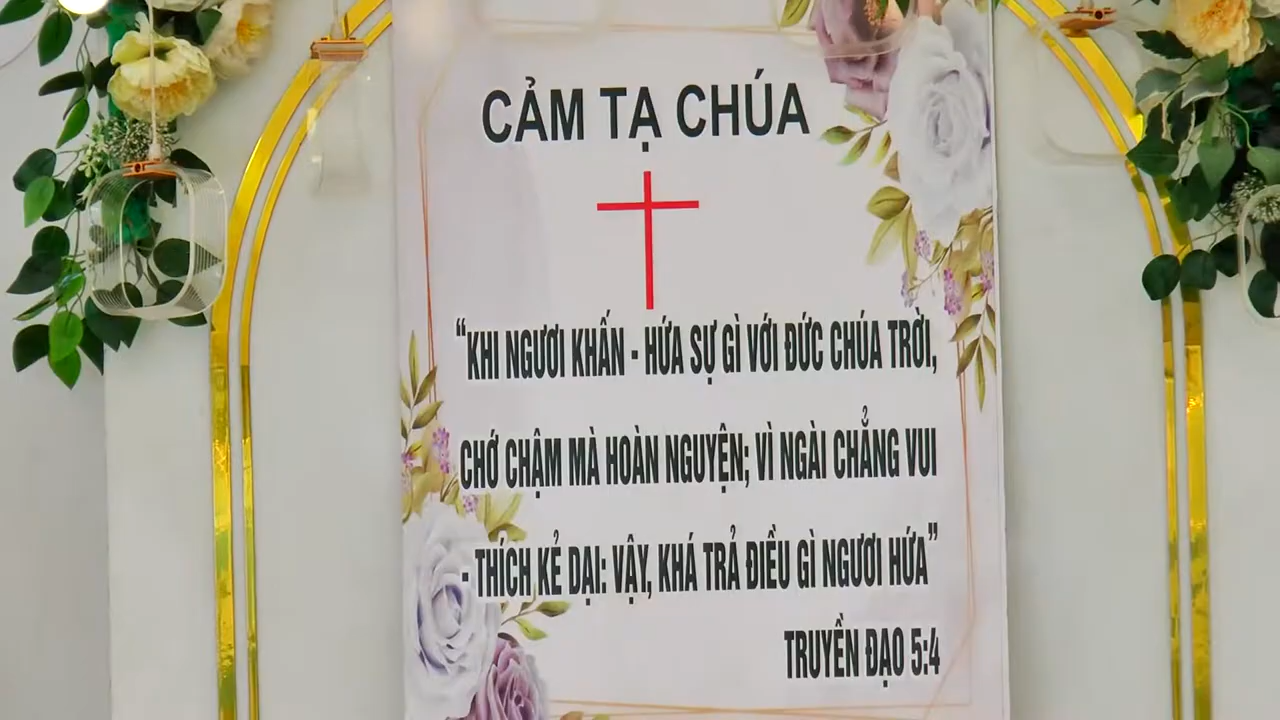 CẢM TẠ CHÚA
“KHI NGƯƠI KHẤN - HỨA SỰ GÌ VỚI ĐỨC CHÚA TRỜI,
CHỚ CHẬM MÀ HOÀN NGUYỆN; VÌ NGÀI CHẲNG VUI
- THÍCH KẺ DẠI: VẬY, KHÁ TRẢ ĐIỀU GÌ NGƯƠI HỨA”
TRUYỀN ĐẠO 5:4